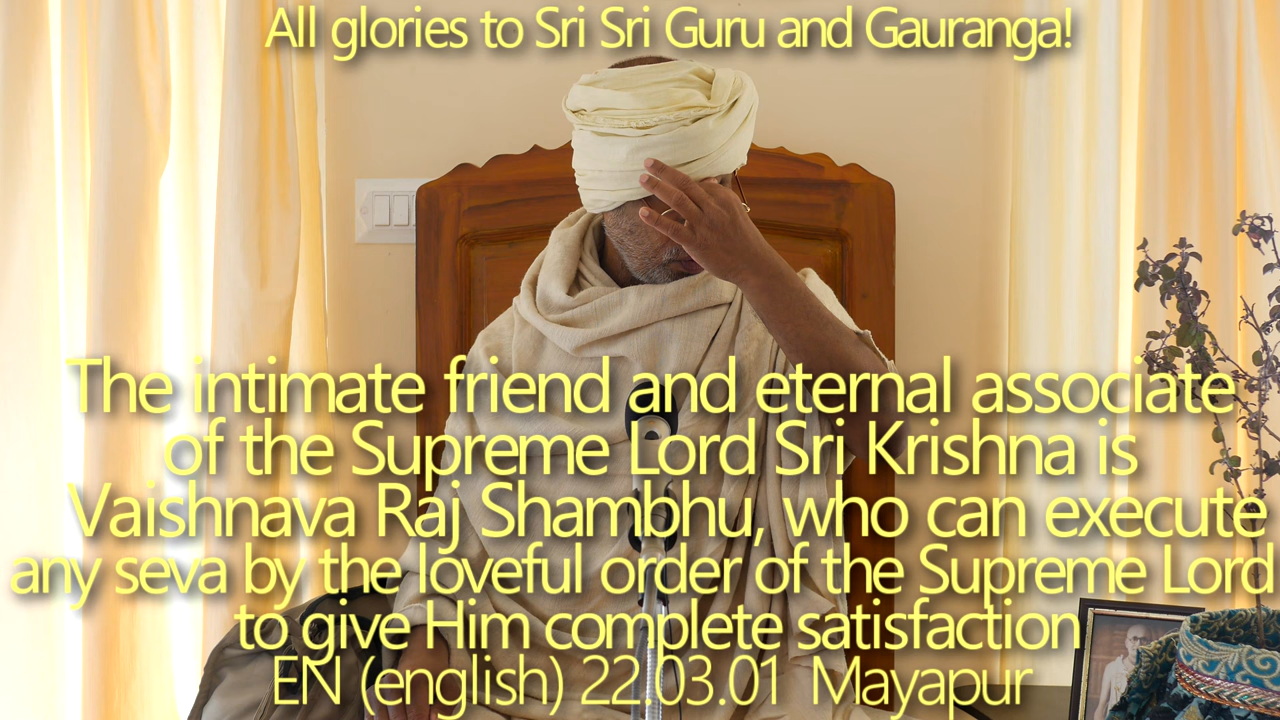 All glories to Sri Sri Guru and Gauranga!
The intimate friend and eternal associate
of the Supreme Lord Sri Krishna is
Vaishnava Raj Shambhu, who can execute
any seva by the loveful order of the Supreme Lord
to give Him complete satisfaction
EN (english) 22.03.01 Mayapur